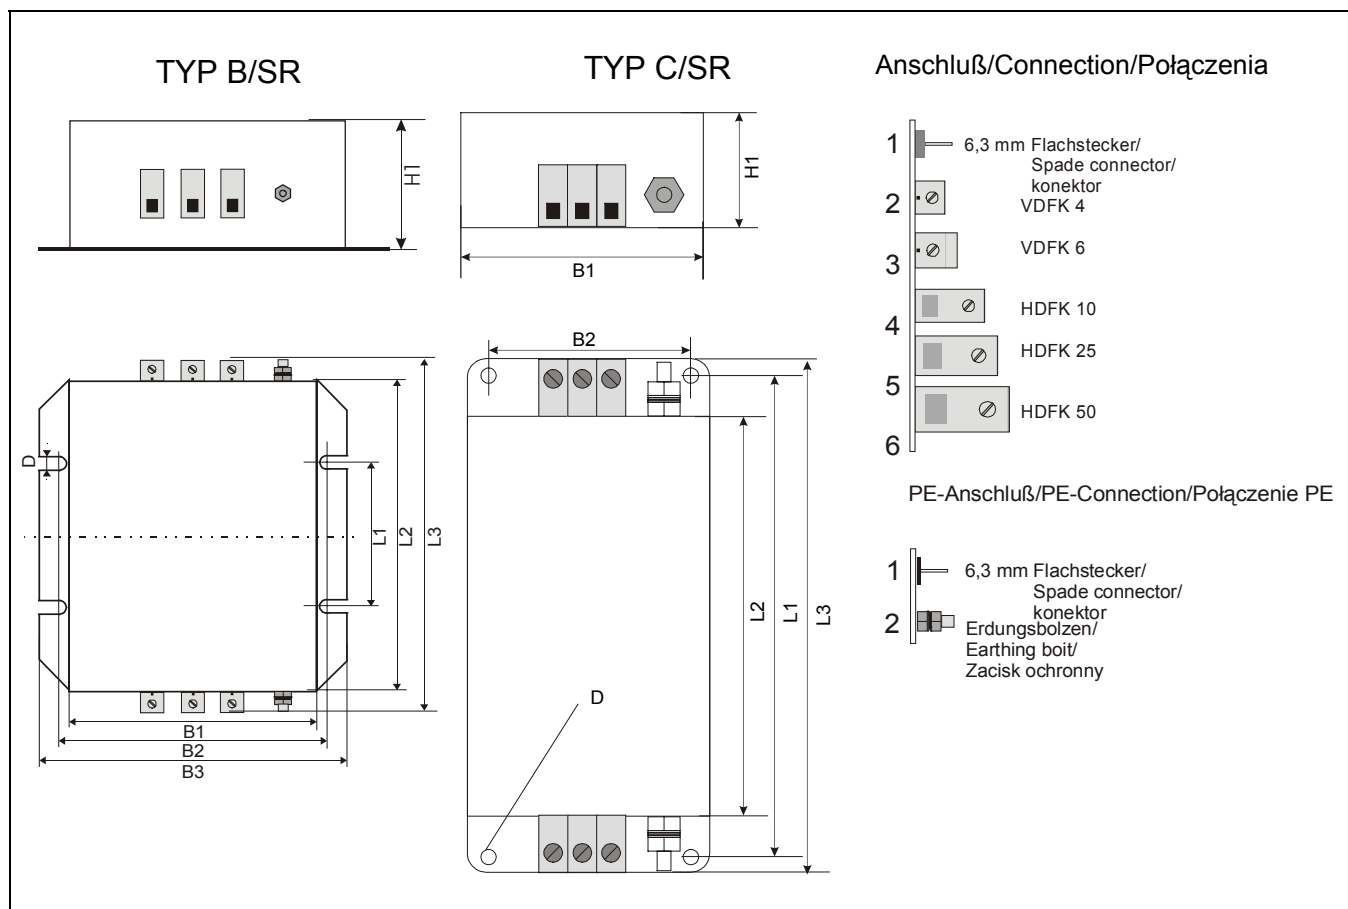 TYP B/SR
H1
D
L1
L2
L3
B1
B2
B3
TYP C/SR
H1
B1
B2
L2
L1
L3
D
Anschluß/Connection/Połączenia
1
6,3 mm Flachstecker/
Spade connector/
konektor
2
VDFK 4
3
VDFK 6
4
HDFK 10
HDFK 25
5
HDFK 50
6
PE-Anschluß/PE-Connection/Połączenie PE
1
6,3 mm Flachstecker/
Spade connector/
konektor
2
Erdungsbolzen/
Earthing boit/
Zacisk ochronny